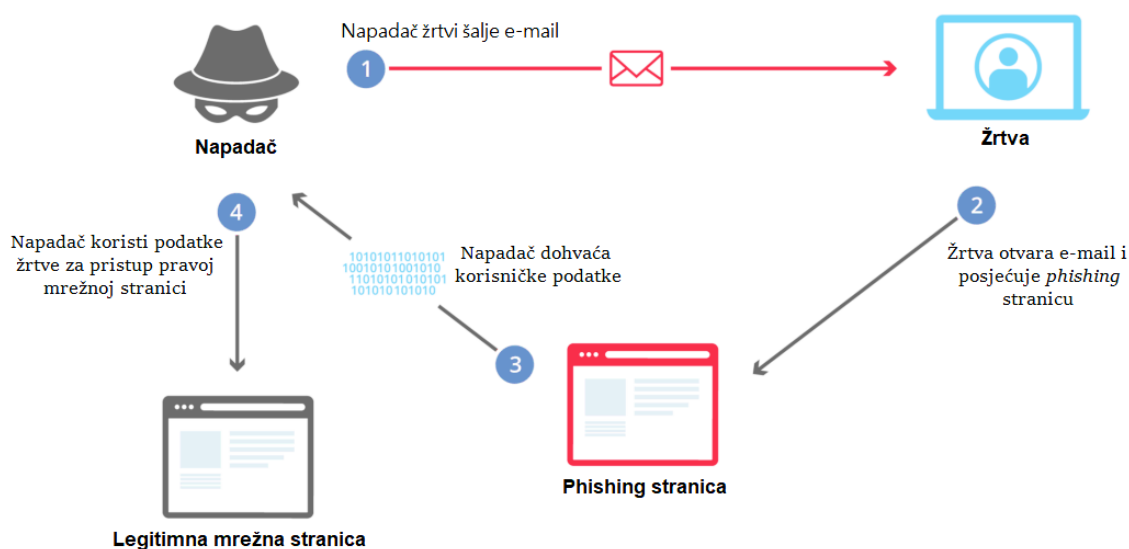 Napadač žrtvi šalje e-mail
1
Napadač
Žrtva
2
Žrtva otvara e-mail i
posjećuje phishing
stranicu
3
Napadač dohvaća
korisničke podatke
10101011010101
10010101001010
11010101010101
101010101010
4
Napadač koristi podatke
žrtve za pristup pravoj
mrežnoj stranici
Phishing stranica
Legitimna mrežna stranica